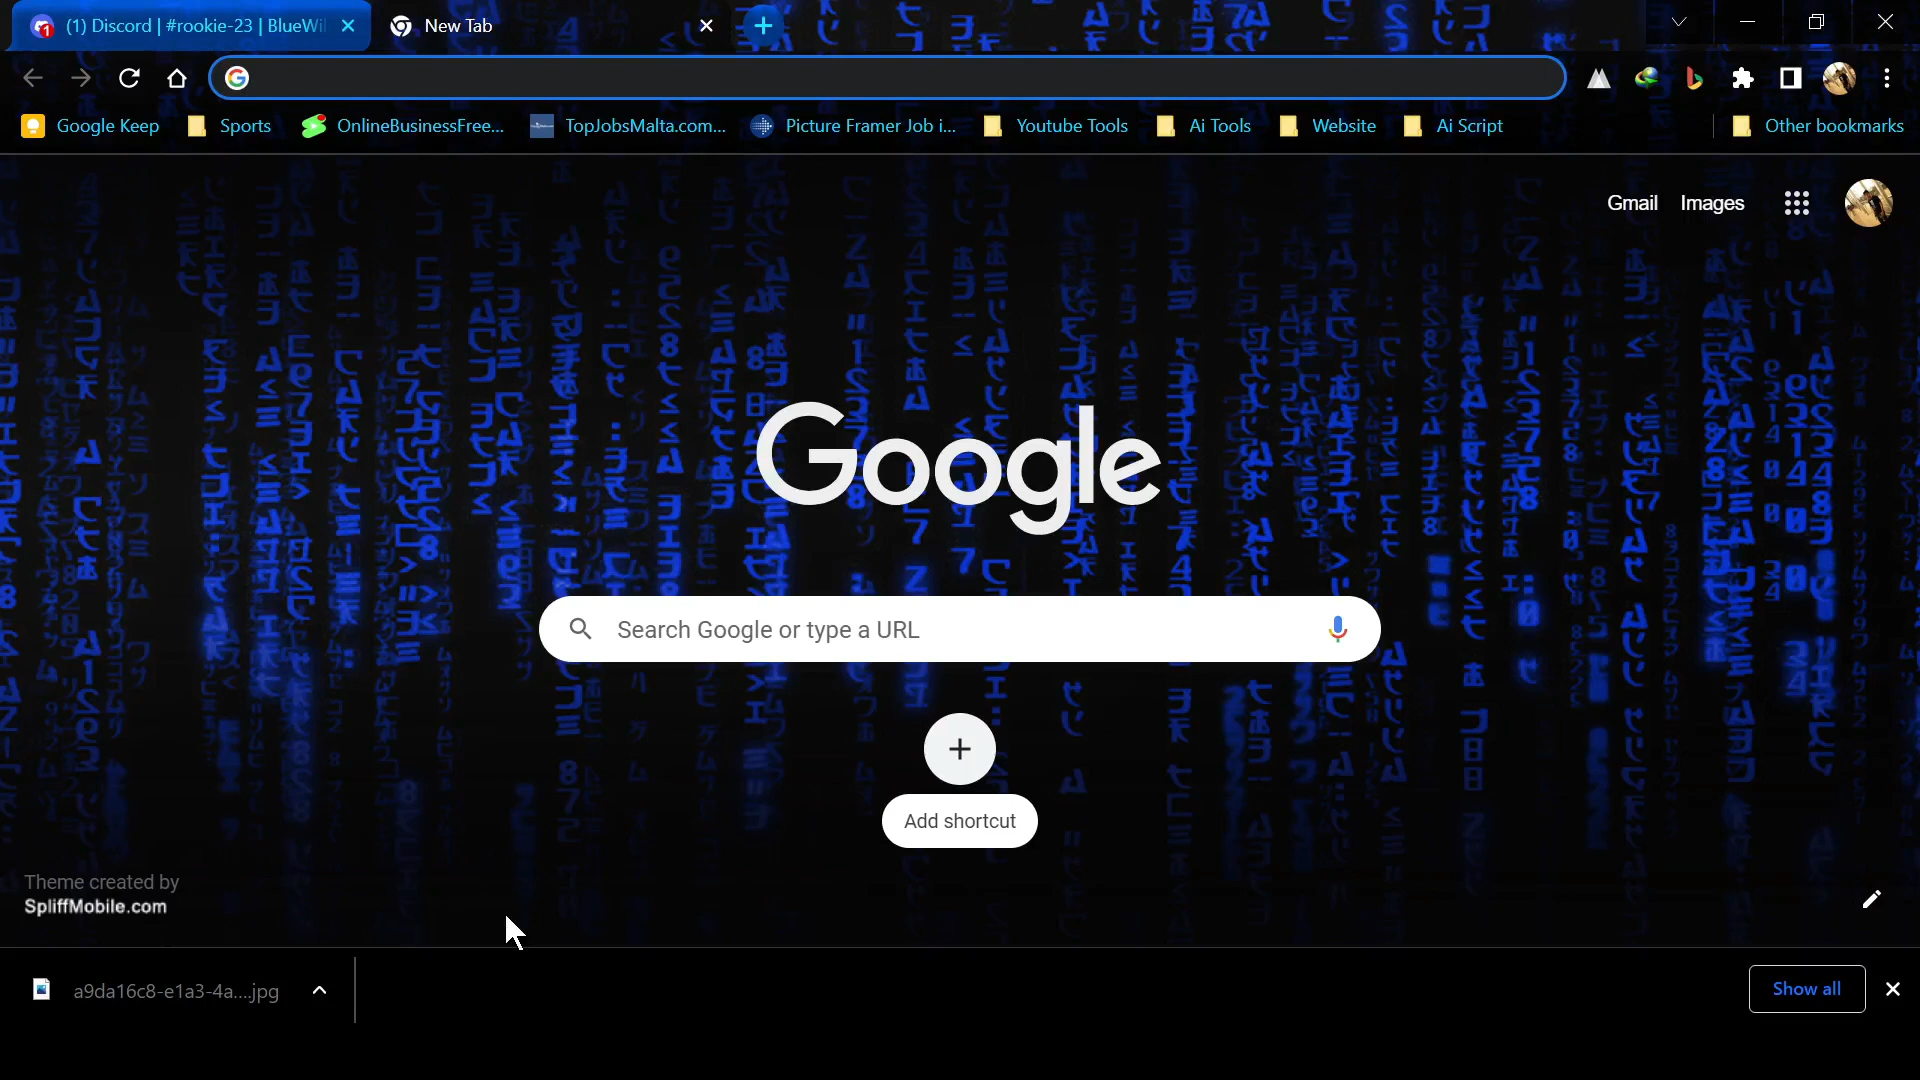 (1) Discord | #rookie-23 | BlueWil
New Tab
Google Keep
Sports
OnlineBusinessFree...
TopJobsMalta.com...
Picture Framer Job i...
Youtube Tools
Ai Tools
Website
Ai Script
Other bookmarks
Gmail
Images
Google
Search Google or type a URL
Add shortcut
Theme created by
SpliffMobile.com
a9da16c8-e1a3-4a....jpg
Show all